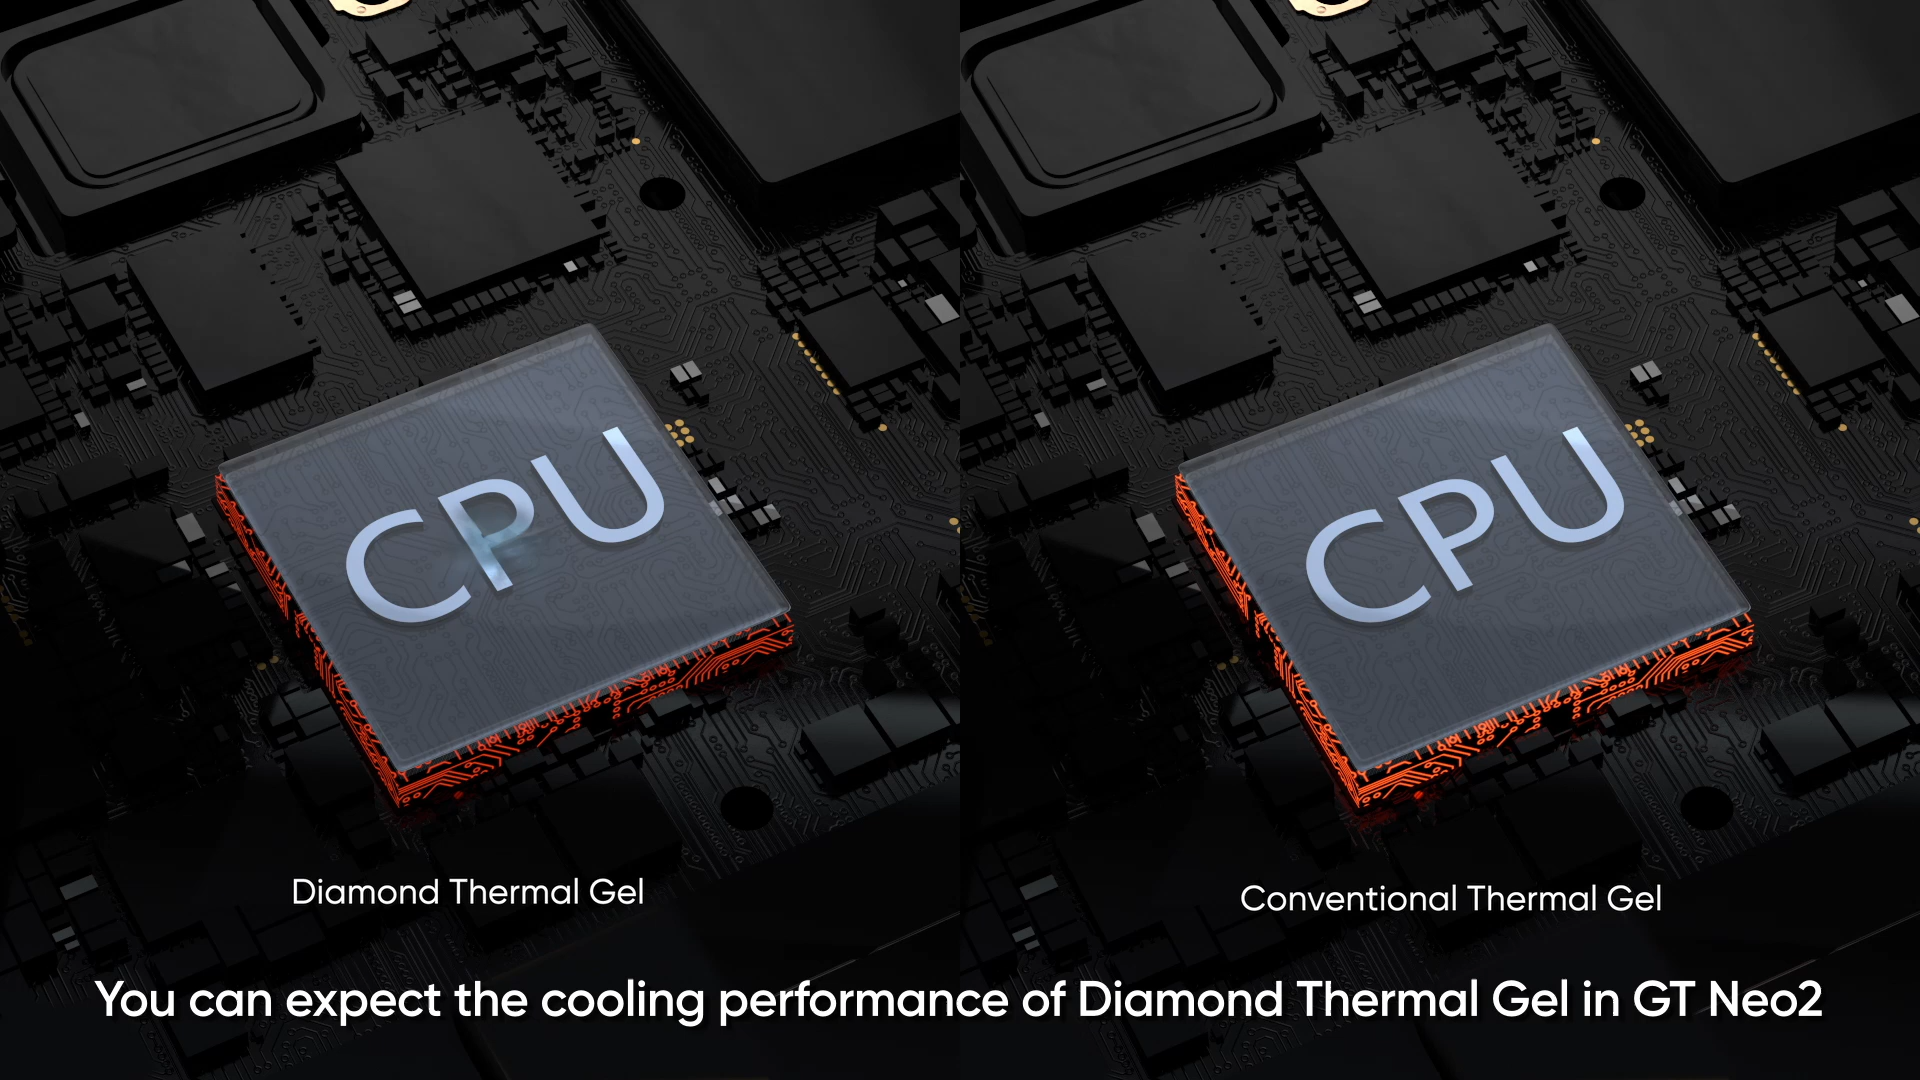 CPU
CPU
Diamond Thermal Gel
Conventional Thermal Gel
You can expect the cooling performance of Diamond Thermal Gel in GT Neo2